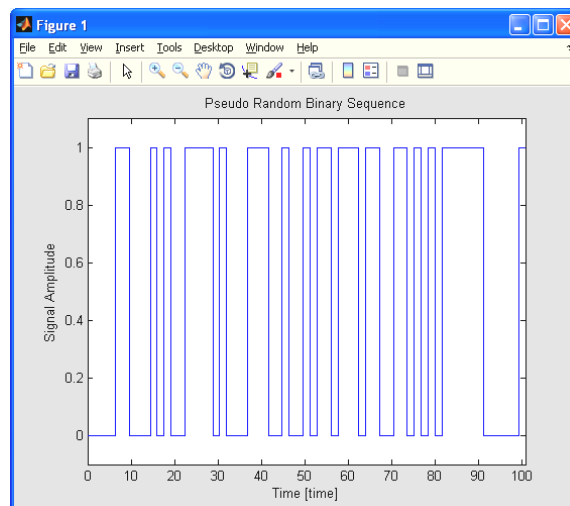 Figure 1
File Edit View Insert Tools Desktop Window Help
Pseudo Random Binary Sequence
1
0.8
0.6
0.4
0.2
0
Signal Amplitude
0 10 20 30 40 50 60 70 80 90 100
Time [time]